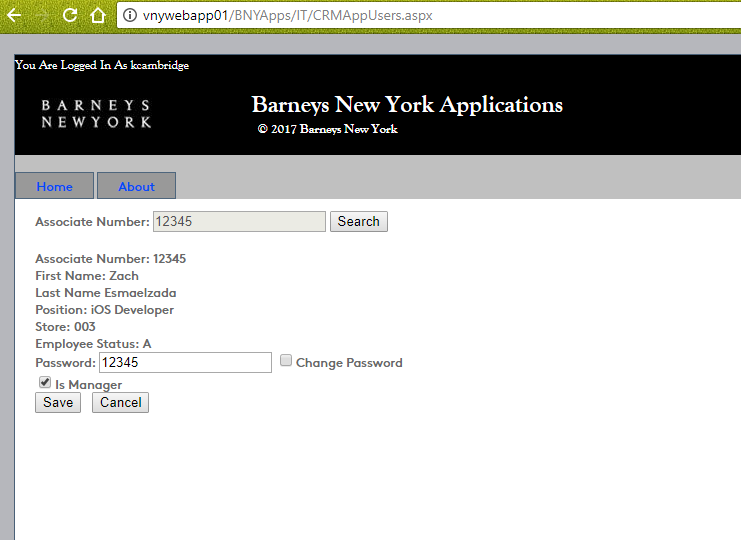 vnywebapp01/BNYApps/IT/CRMAppUsers.aspx
You Are Logged In As kcambridge
BARNEYS
NEWYORK
Barneys New York Applications
© 2017 Barneys New York
Home About
Associate Number: 12345 Search
Associate Number: 12345
First Name: Zach
Last Name Esmaelzada
Position: iOS Developer
Store: 003
Employee Status: A
Password: 12345 Change Password
Is Manager
Save Cancel